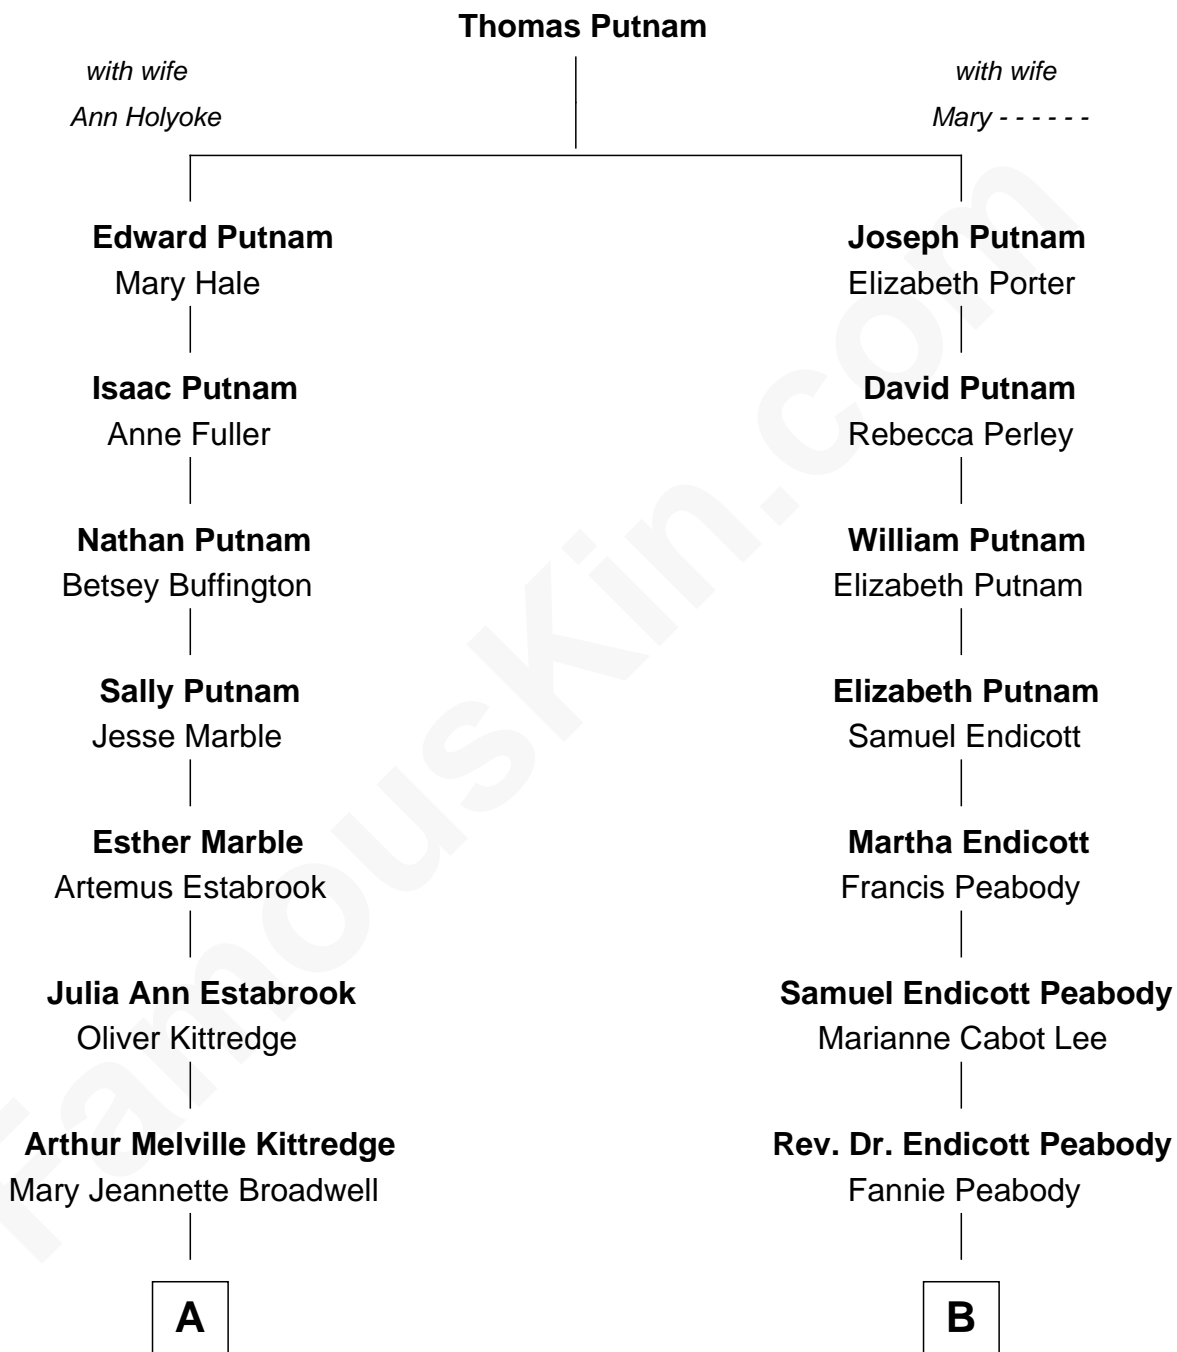 Thomas Putnam
with wife
Ann Holyoke
with wife
Mary - - - - - -
Edward Putnam
Mary Hale
Joseph Putnam
Elizabeth Porter
Isaac Putnam
Anne Fuller
David Putnam
Rebecca Perley
Nathan Putnam
Betsey Buffington
William Putnam
Elizabeth Putnam
Sally Putnam
Jesse Marble
Elizabeth Putnam
Samuel Endicott
Esther Marble
Artemus Estabrook
Martha Endicott
Francis Peabody
Julia Ann Estabrook
Oliver Kittredge
Samuel Endicott Peabody
Marianne Cabot Lee
Arthur Melville Kittredge
Mary Jeannette Broadwell
Rev. Dr. Endicott Peabody
Fannie Peabody
A
B
FamousKin.com